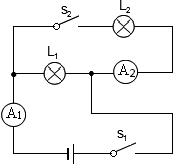 S₂ L₂
L₁ A₂
A₁
S₁